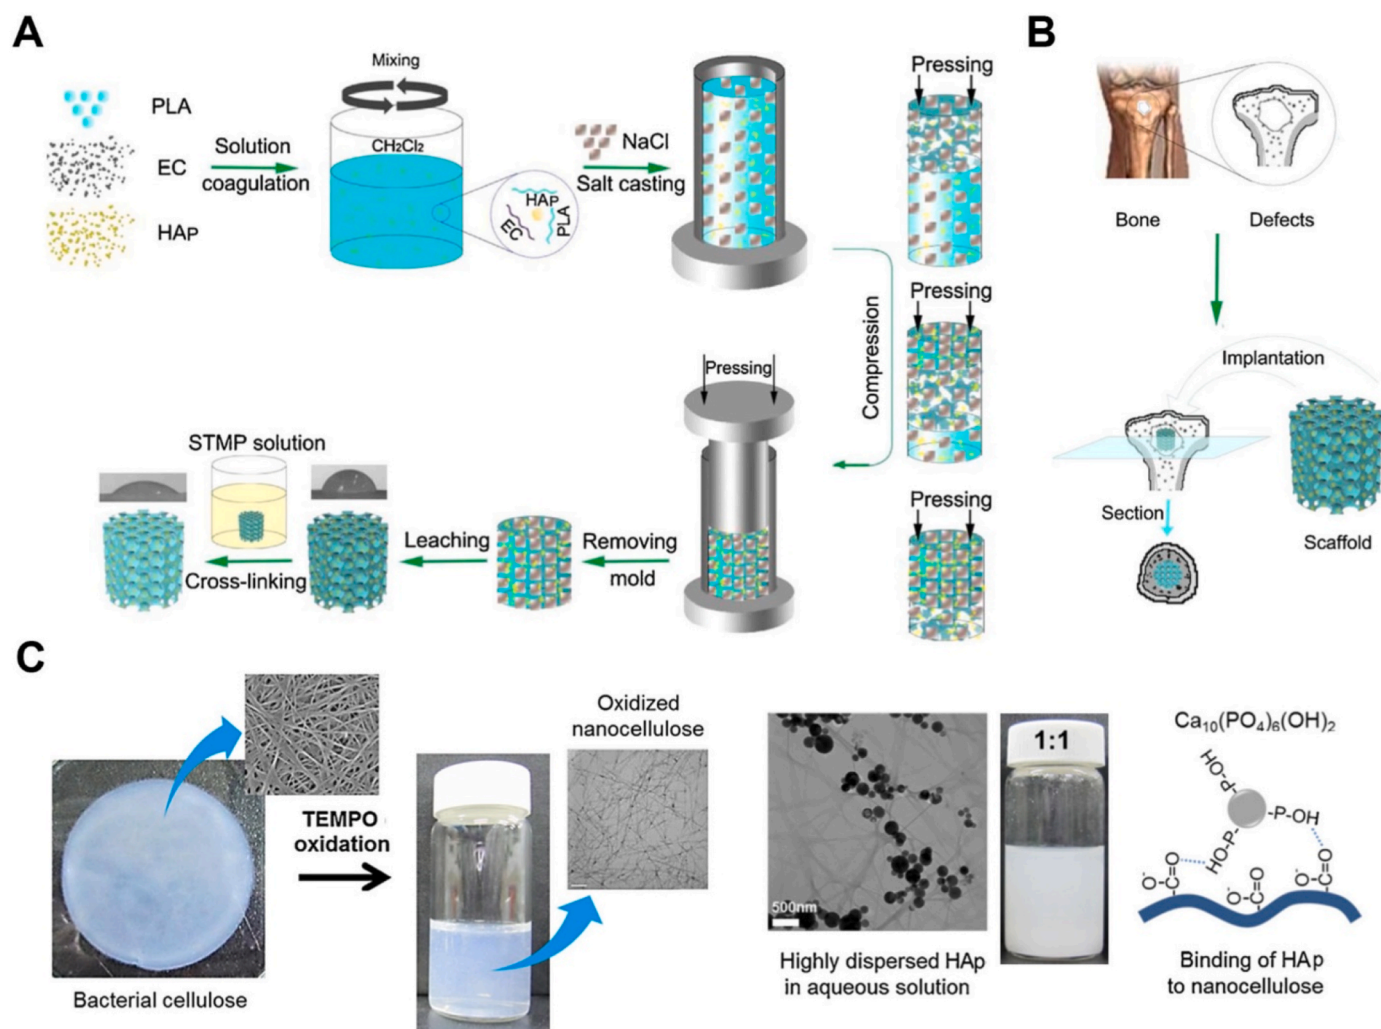 A
PLA
EC
HAP
Solution
coagulation
Mixing
CH2Cl2
HAP
EC
PLA
NaCl
Salt casting
Pressing
Pressing
Pressing
Compression
Pressing
Removing
mold
Leaching
STMP solution
Cross-linking
B
Bone
Defects
Implantation
Section
Scaffold
C
Bacterial cellulose
TEMPO
oxidation
Oxidized
nanocellulose
500nm
Highly dispersed HAp
in aqueous solution
1:1
Ca10(PO4)6(OH)2
HO-P
P-OH
HO-P
O
O-C
O
O-C
O
O-C
Binding of HAp
to nanocellulose